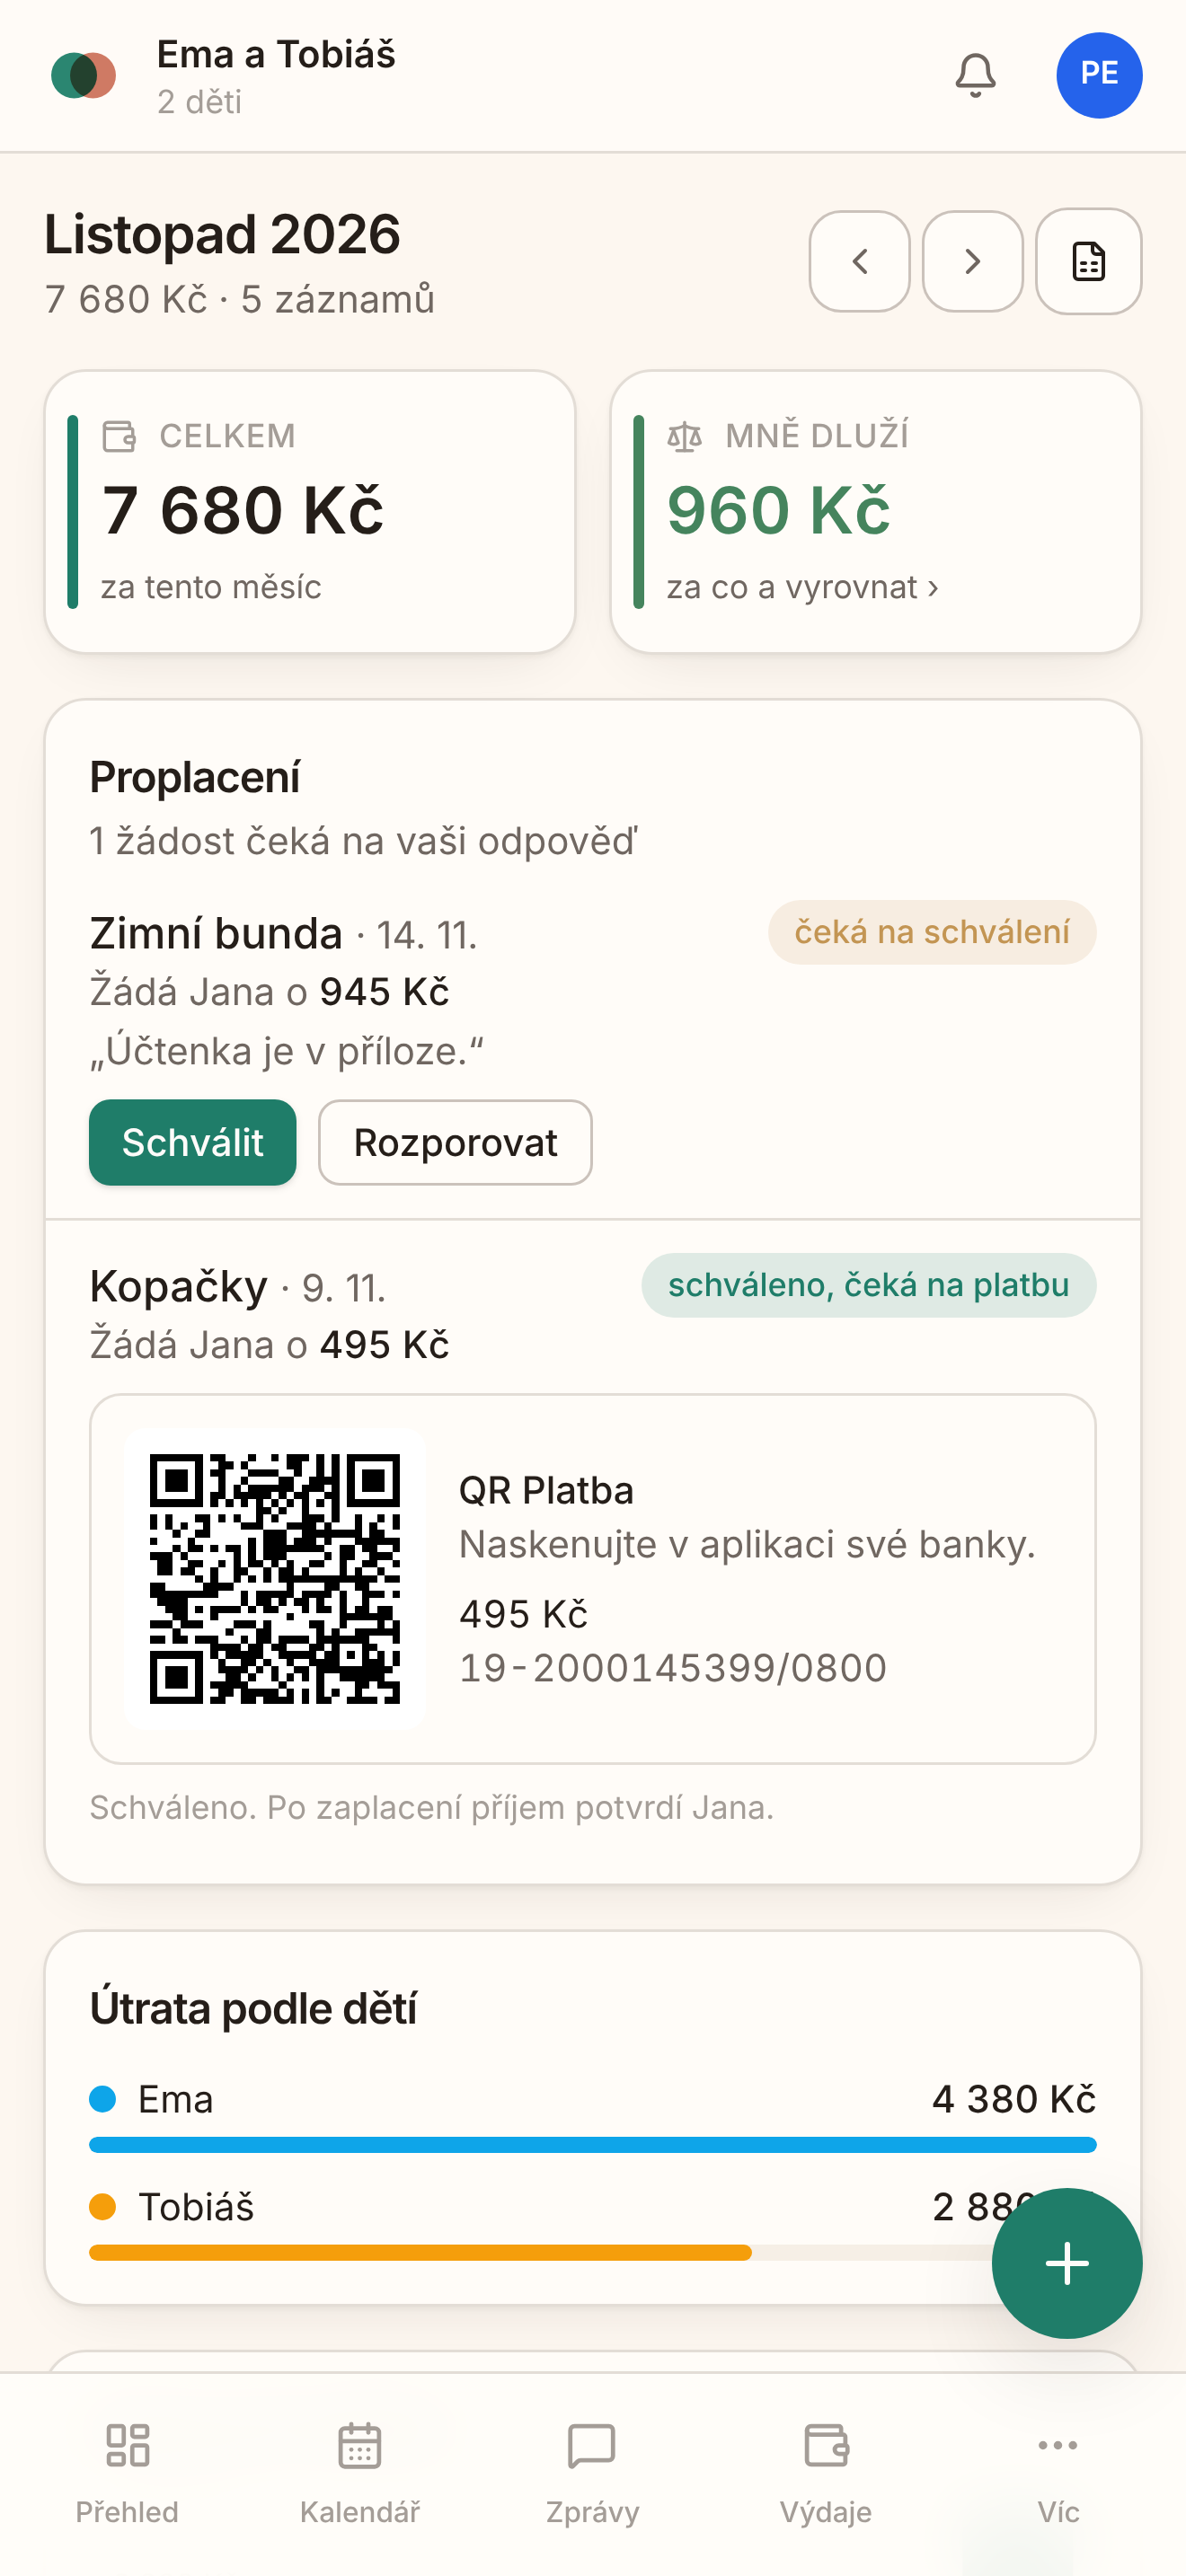 Ema a Tobiáš
2 děti
PE
Listopad 2026
7 680 Kč · 5 záznamů
CELKEM
7 680 Kč
za tento měsíc
MNĚ DLUŽÍ
960 Kč
za co a vyrovnat ›
Proplacení
1 žádost čeká na vaši odpověď
Zimní bunda · 14. 11.
čeká na schválení
Žádá Jana o 945 Kč
„Účtenka je v příloze.“
Schválit
Rozporovat
Kopačky · 9. 11.
schváleno, čeká na platbu
Žádá Jana o 495 Kč
QR Platba
Naskenujte v aplikaci své banky.
495 Kč
19-2000145399/0800
Schváleno. Po zaplacení příjem potvrdí Jana.
Útrata podle dětí
Ema
4 380 Kč
Tobiáš
2 880
Přehled
Kalendář
Zprávy
Výdaje
Víc